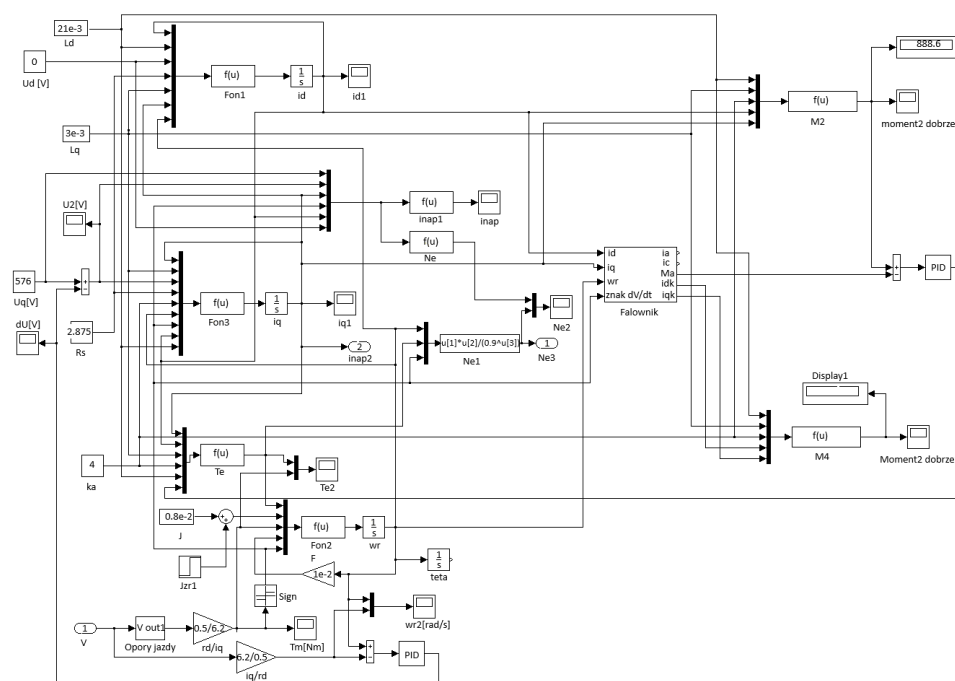 21e-3
Ld
0
Ud [V]
f(u)
Fon1
1
s
id
id1
3e-3
Lq
f(u)
M2
888.6
moment2 dobrze
U2[V]
f(u)
inap1
inap
f(u)
Ne
576
Uq[V]
+
−
dU[V]
2.875
Rs
f(u)
Fon3
1
s
iq
iq1
2
inap2
u[1]*u[2]/(0.9^u[3])
Ne1
Ne2
1
Ne3
id
iq
wr
znak dV/dt
ia
ic
Ma
idk
iqk
Falownik
+
−
PID
Display1
f(u)
M4
Moment2 dobrze
4
ka
f(u)
Te
Te2
0.8e-2
J
+
+
Jzr1
f(u)
Fon2
F
1
s
wr
1
s
teta
1e-2
Sign
wr2[rad/s]
1
V
V out1
Opory jazdy
0.5/6.2
rd/iq
Tm[Nm]
6.2/0.5
iq/rd
+
−
PID